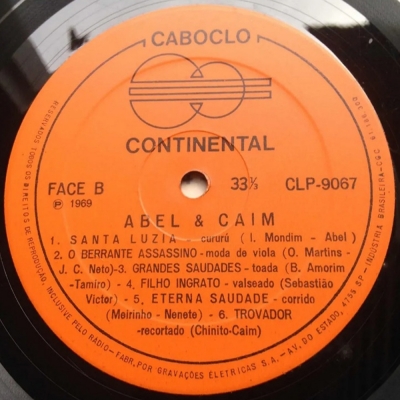 CABOCLO
CONTINENTAL
FACE B
33⅓
CLP-9067
Ⓟ 1969
ABEL & CAIM
1. SANTA LUZIA - cururú ( I. Mondim - Abel )
2. O BERRANTE ASSASSINO-moda de viola (O. Martins-
J. C. Neto)-3. GRANDES SAUDADES - toada (B. Amorim
-Tamiro) - 4. FILHO INGRATO - valseado (Sebastião
Victor) - 5. ETERNA SAUDADE - corrido
(Meirinho - Nenete) - 6. TROVADOR
-recortado (Chinito-Caim)
RESERVADOS TODOS OS DIREITOS DE REPRODUÇÃO, INCLUSIVE PELO RADIO-FABR. POR GRAVAÇÕES ELÉTRICAS S.A.-AV. DO ESTADO, 4755 SP- INDÚSTRIA BRASILEIRA-CGC